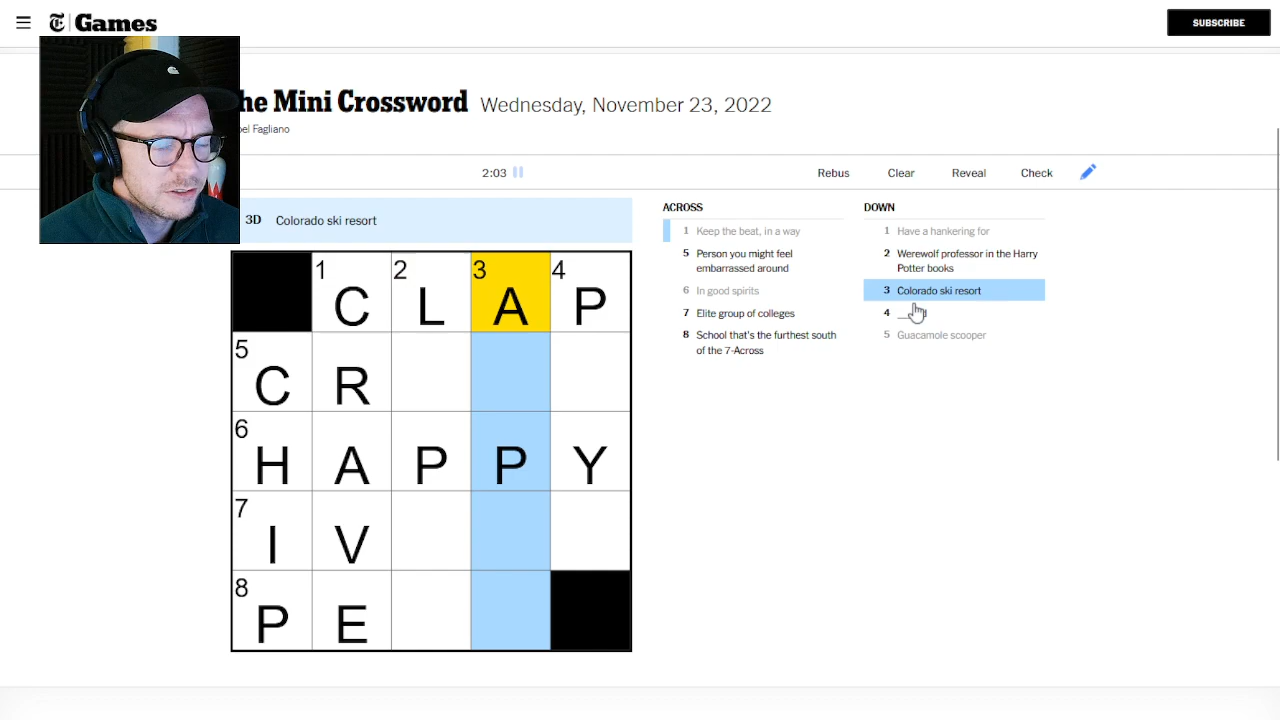 Games
SUBSCRIBE
he Mini Crossword Wednesday, November 23, 2022
el Fagliano
2:03
Rebus
Clear
Reveal
Check
3D Colorado ski resort
1 C
2 L
3 A
4 P
5 C
R
6 H
A
P
P
Y
7 I
V
8 P
E
ACROSS
1 Keep the beat, in a way
5 Person you might feel
embarrassed around
6 In good spirits
7 Elite group of colleges
8 School that's the furthest south
of the 7-Across
DOWN
1 Have a hankering for
2 Werewolf professor in the Harry
Potter books
3 Colorado ski resort
4
5 Guacamole scooper